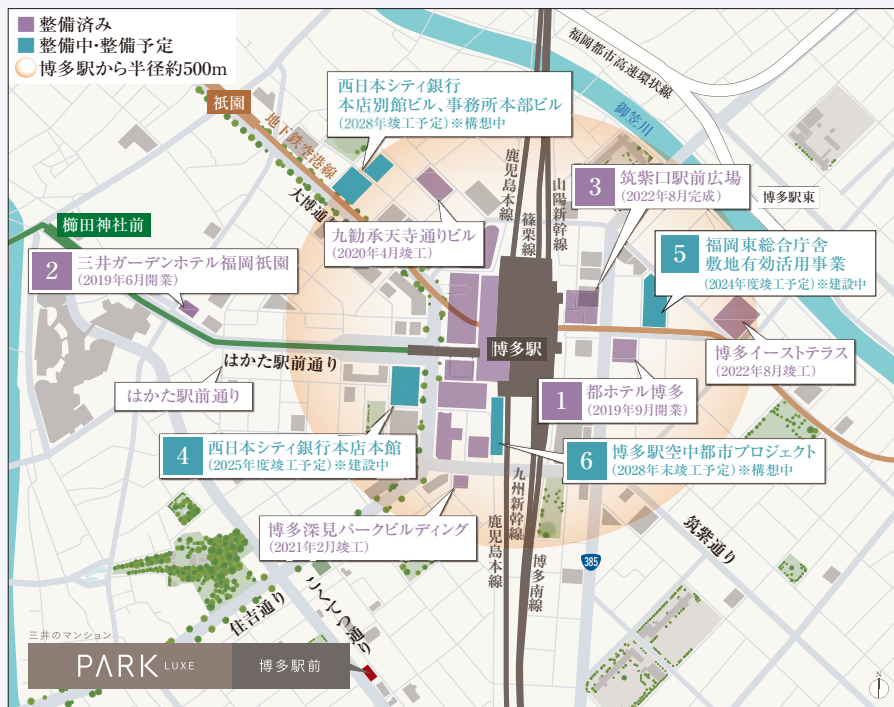 整備済み
整備中・整備予定
博多駅から半径約500m
祇園
地下鉄空港線
大博通り
西日本シティ銀行
本店別館ビル、事務所本部ビル
(2028年竣工予定)※構想中
鹿児島本線
篠栗線
山陽新幹線
福岡都市高速環状線
御笠川
3 筑紫口駅前広場
(2022年8月完成)
博多駅東
櫛田神社前
九勧承天寺通りビル
(2020年4月竣工)
5 福岡東総合庁舎
敷地有効活用事業
(2024年度竣工予定)※建設中
2 三井ガーデンホテル福岡祇園
(2019年6月開業)
博多駅
はかた駅前通り
はかた駅前通り
博多イーストテラス
(2022年8月竣工)
1 都ホテル博多
(2019年9月開業)
4 西日本シティ銀行本店本館
(2025年度竣工予定)※建設中
6 博多駅空中都市プロジェクト
(2028年末竣工予定)※構想中
博多深見パークビルディング
(2021年2月竣工)
九州新幹線
鹿児島本線
博多南線
385
筑紫通り
住吉通り
こくてつ通り
三井のマンション
PARK LUXE 博多駅前
N